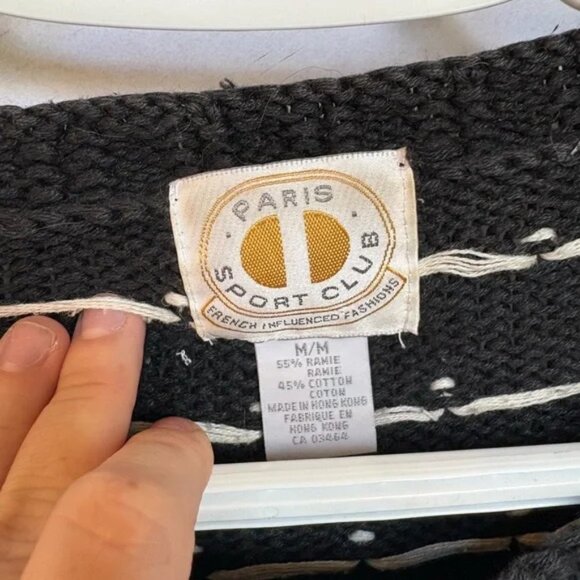 PARIS
SPORT CLUB
FRENCH INFLUENCED FASHIONS
M/M
55% RAMIE
RAMIE
45% COTTON
COTON
MADE IN HONG KONG
FABRIQUE EN
HONG KONG
CA 03464